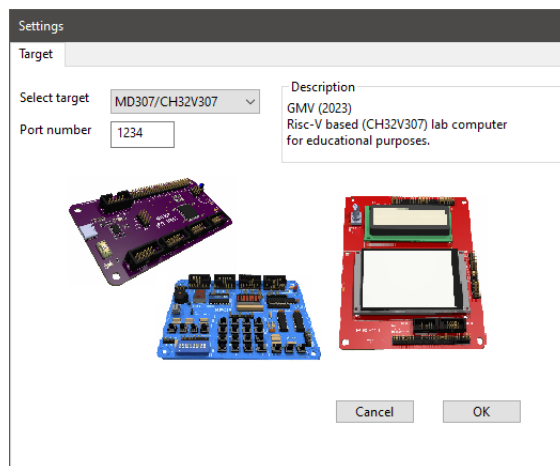 Settings
Target
Select target
MD307/CH32V307
Port number
1234
Description
GMV (2023)
Risc-V based (CH32V307) lab computer
for educational purposes.
Cancel
OK